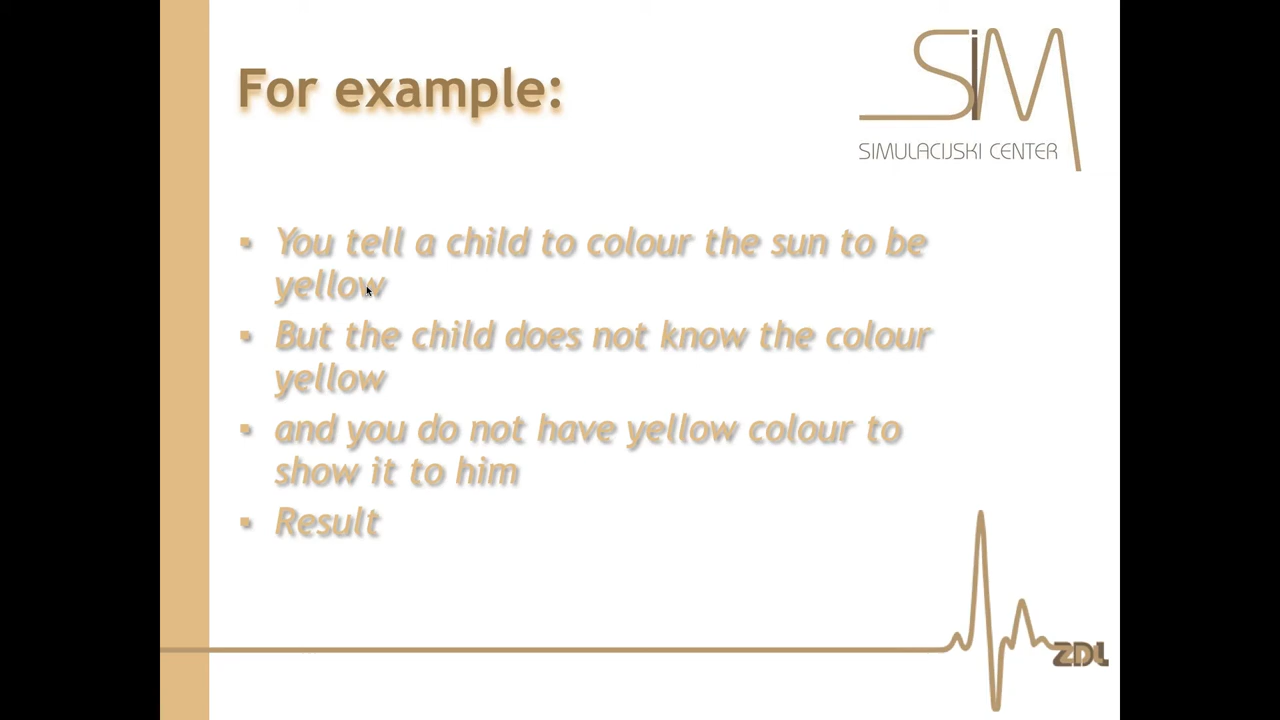 For example:
SiM
SIMULACIJSKI CENTER
▪ You tell a child to colour the sun to be
yellow
▪ But the child does not know the colour
yellow
▪ and you do not have yellow colour to
show it to him
▪ Result
ZDL